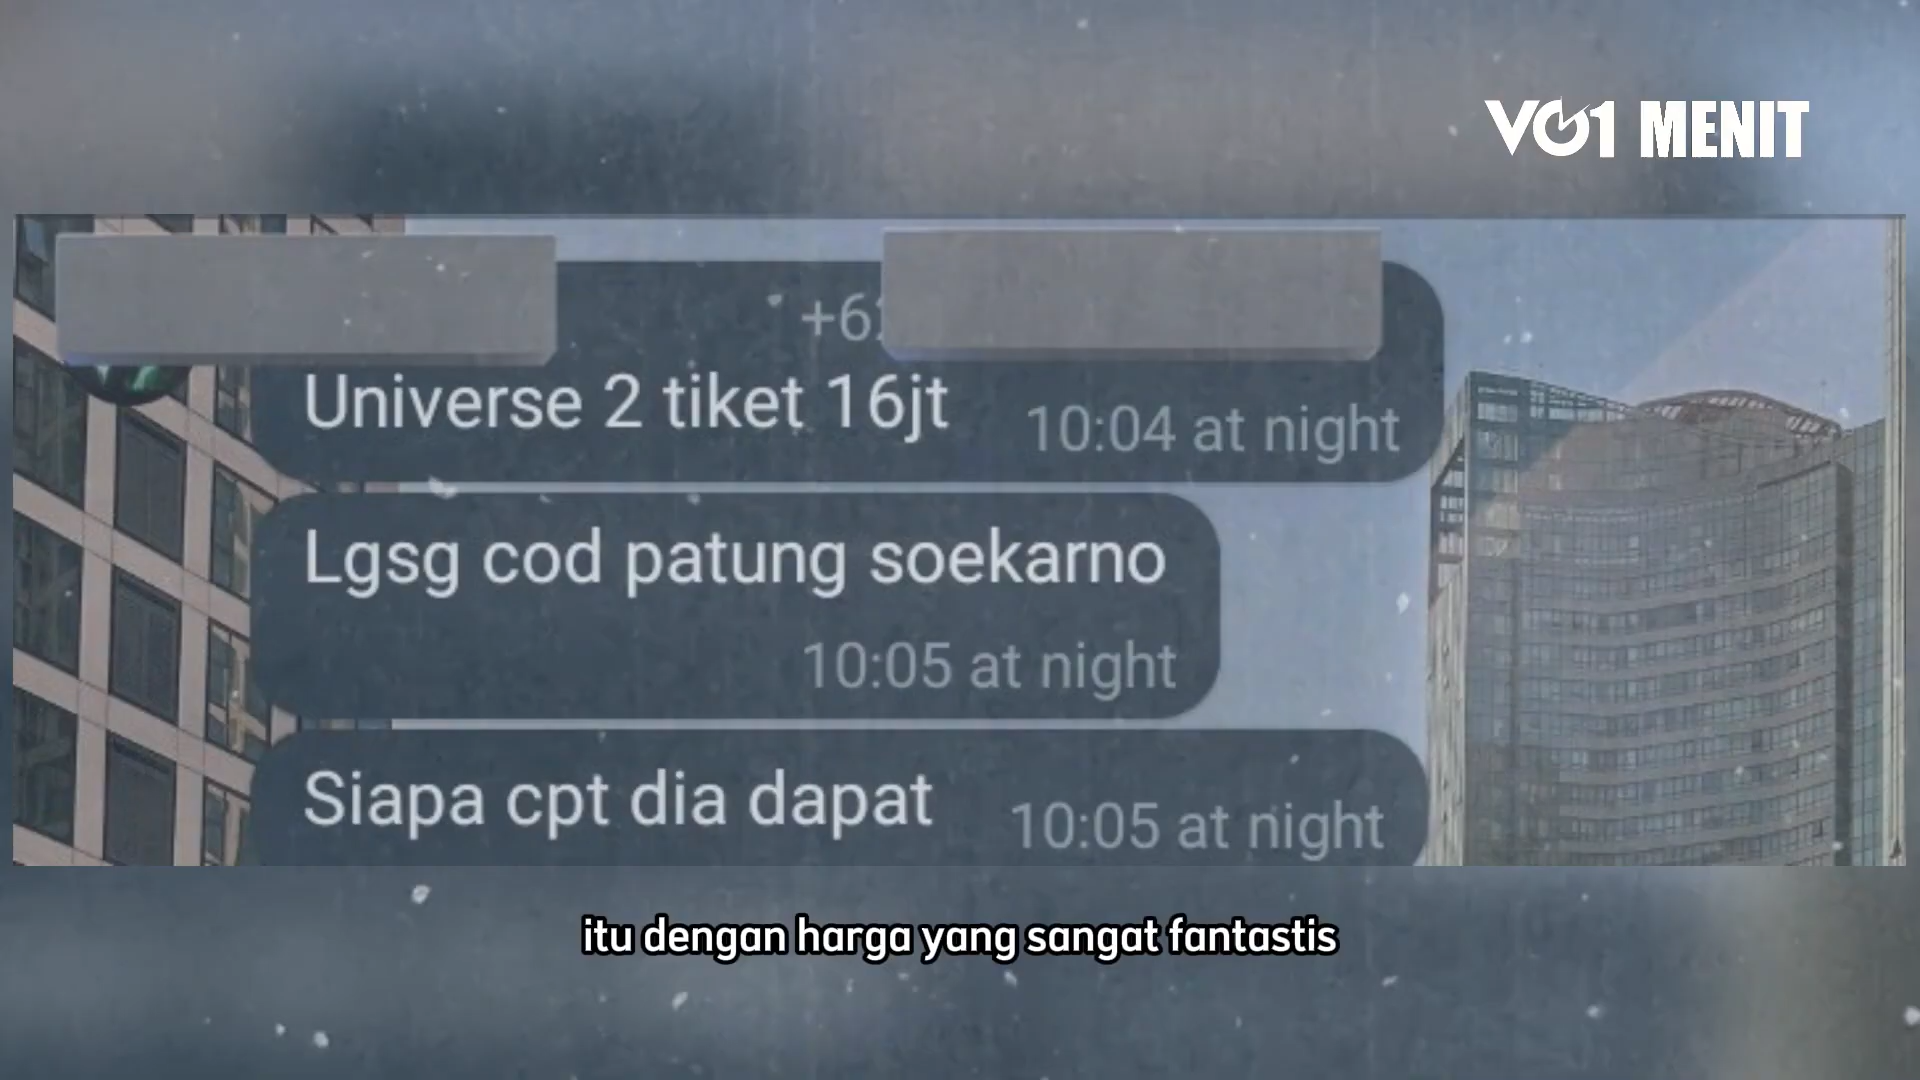 VO1 MENIT
+62
Universe 2 tiket 16jt
10:04 at night
Lgsg cod patung soekarno
10:05 at night
Siapa cpt dia dapat
10:05 at night
itu dengan harga yang sangat fantastis